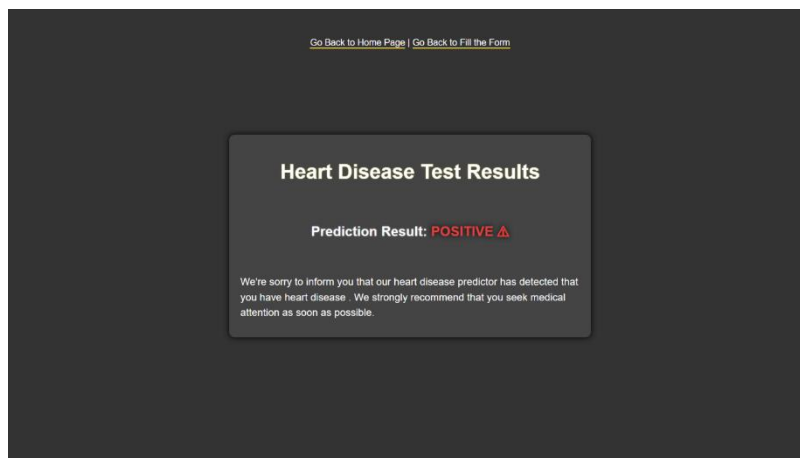 Go Back to Home Page | Go Back to Fill the Form
Heart Disease Test Results
Prediction Result: POSITIVE ⚠
We're sorry to inform you that our heart disease predictor has detected that
you have heart disease . We strongly recommend that you seek medical
attention as soon as possible.